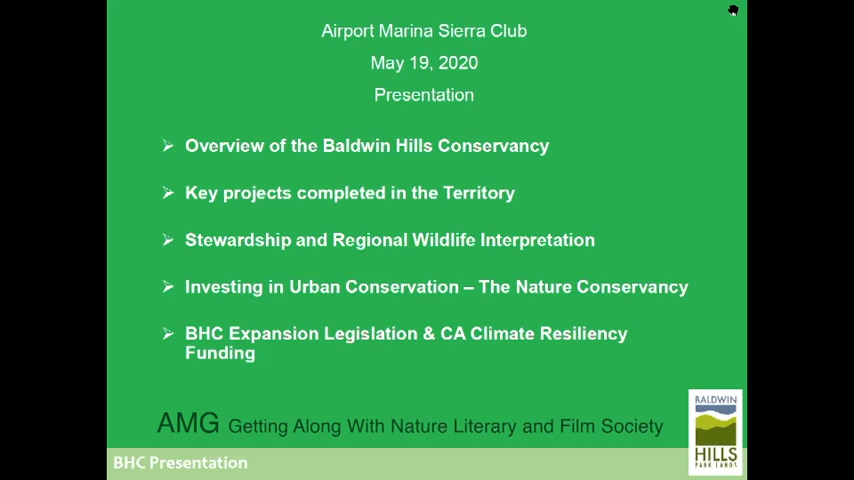 Airport Marina Sierra Club
May 19, 2020
Presentation
Overview of the Baldwin Hills Conservancy
Key projects completed in the Territory
Stewardship and Regional Wildlife Interpretation
Investing in Urban Conservation – The Nature Conservancy
BHC Expansion Legislation & CA Climate Resiliency
Funding
AMG Getting Along With Nature Literary and Film Society
BALDWIN
HILLS
PARK LANDS
BHC Presentation